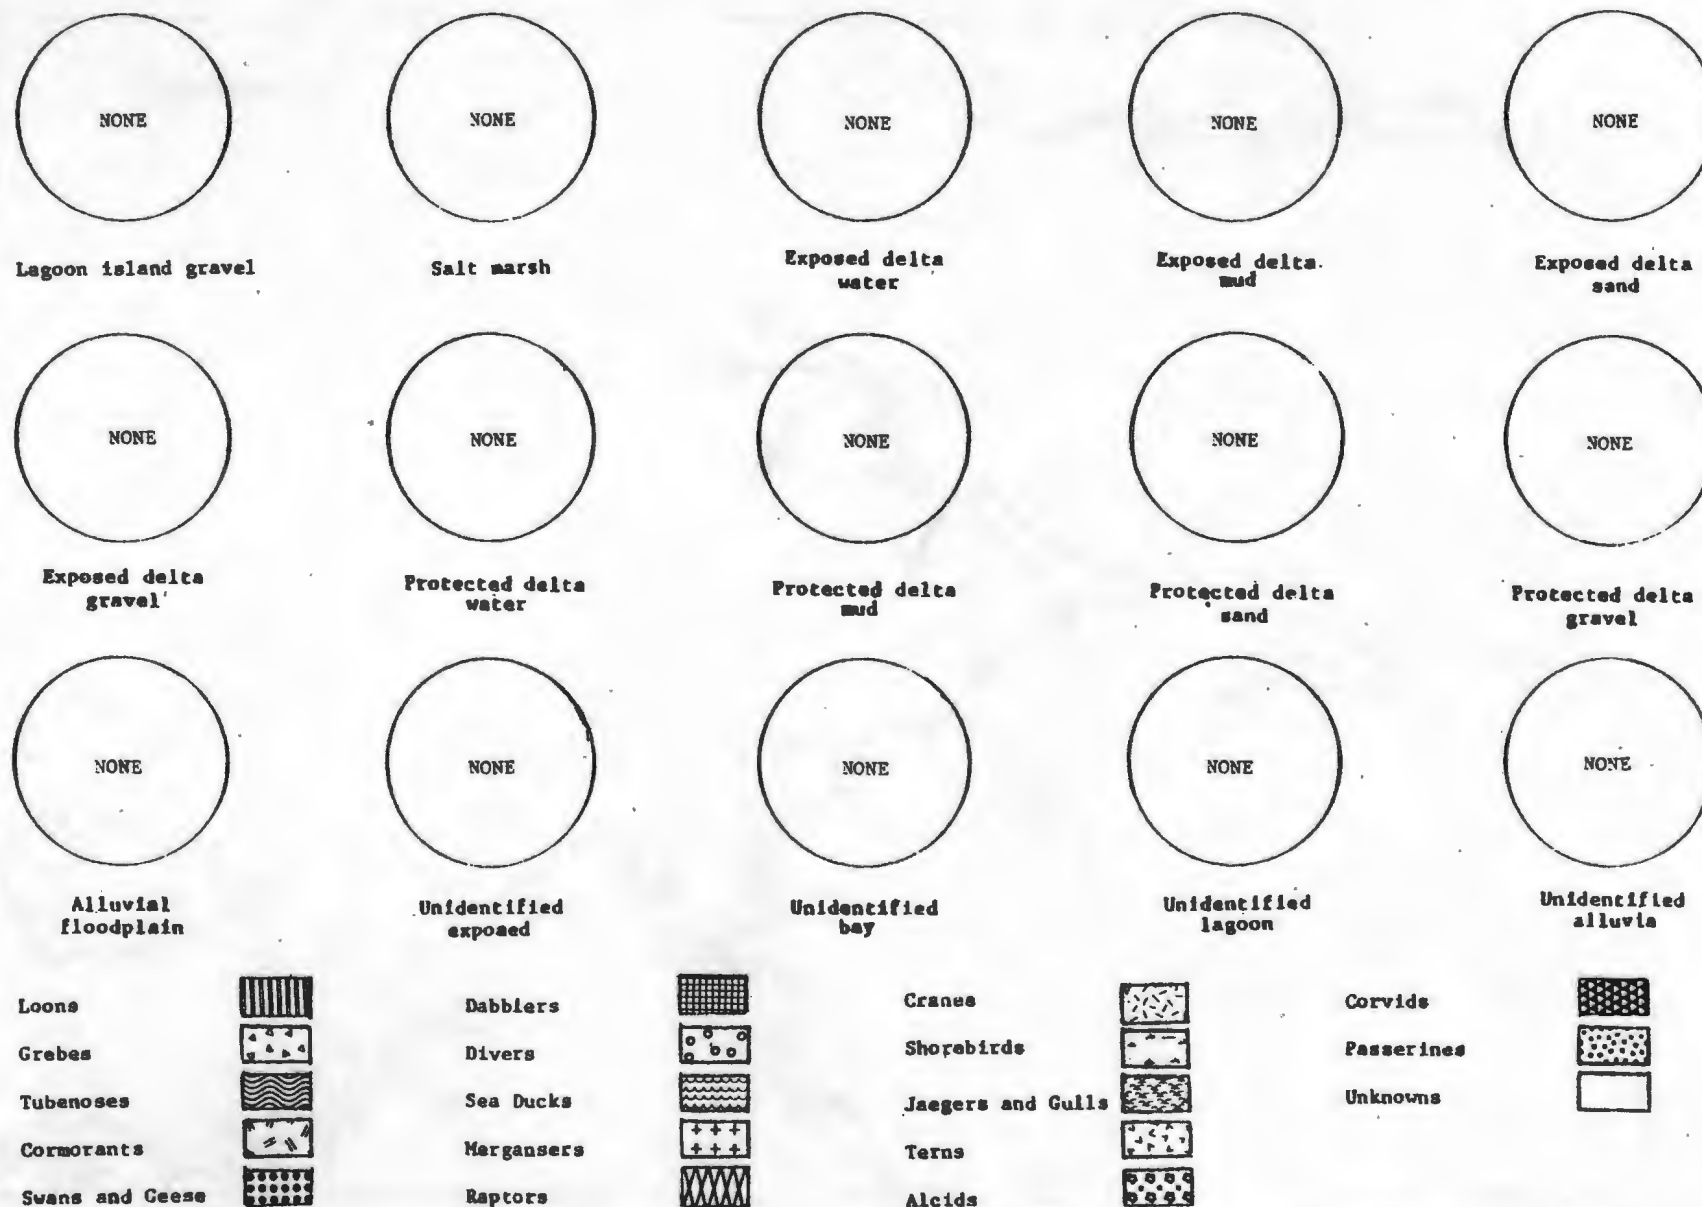 NONE NONE NONE NONE NONE
Lagoon island gravel
Salt marsh
Exposed delta
water
Exposed delta
mud
Exposed delta
sand
NONE NONE NONE NONE NONE
Exposed delta
gravel
Protected delta
water
Protected delta
mud
Protected delta
sand
Protected delta
gravel
NONE NONE NONE NONE NONE
Alluvial
floodplain
Unidentified
exposed
Unidentified
bay
Unidentified
lagoon
Unidentified
alluvia
Loons
Grebes
Tubenoses
Cormorants
Swans and Geese
Dabblers
Divers
Sea Ducks
Mergansers
Raptors
Cranes
Shorebirds
Jaegers and Gulls
Terns
Alcids
Corvids
Passerines
Unknowns